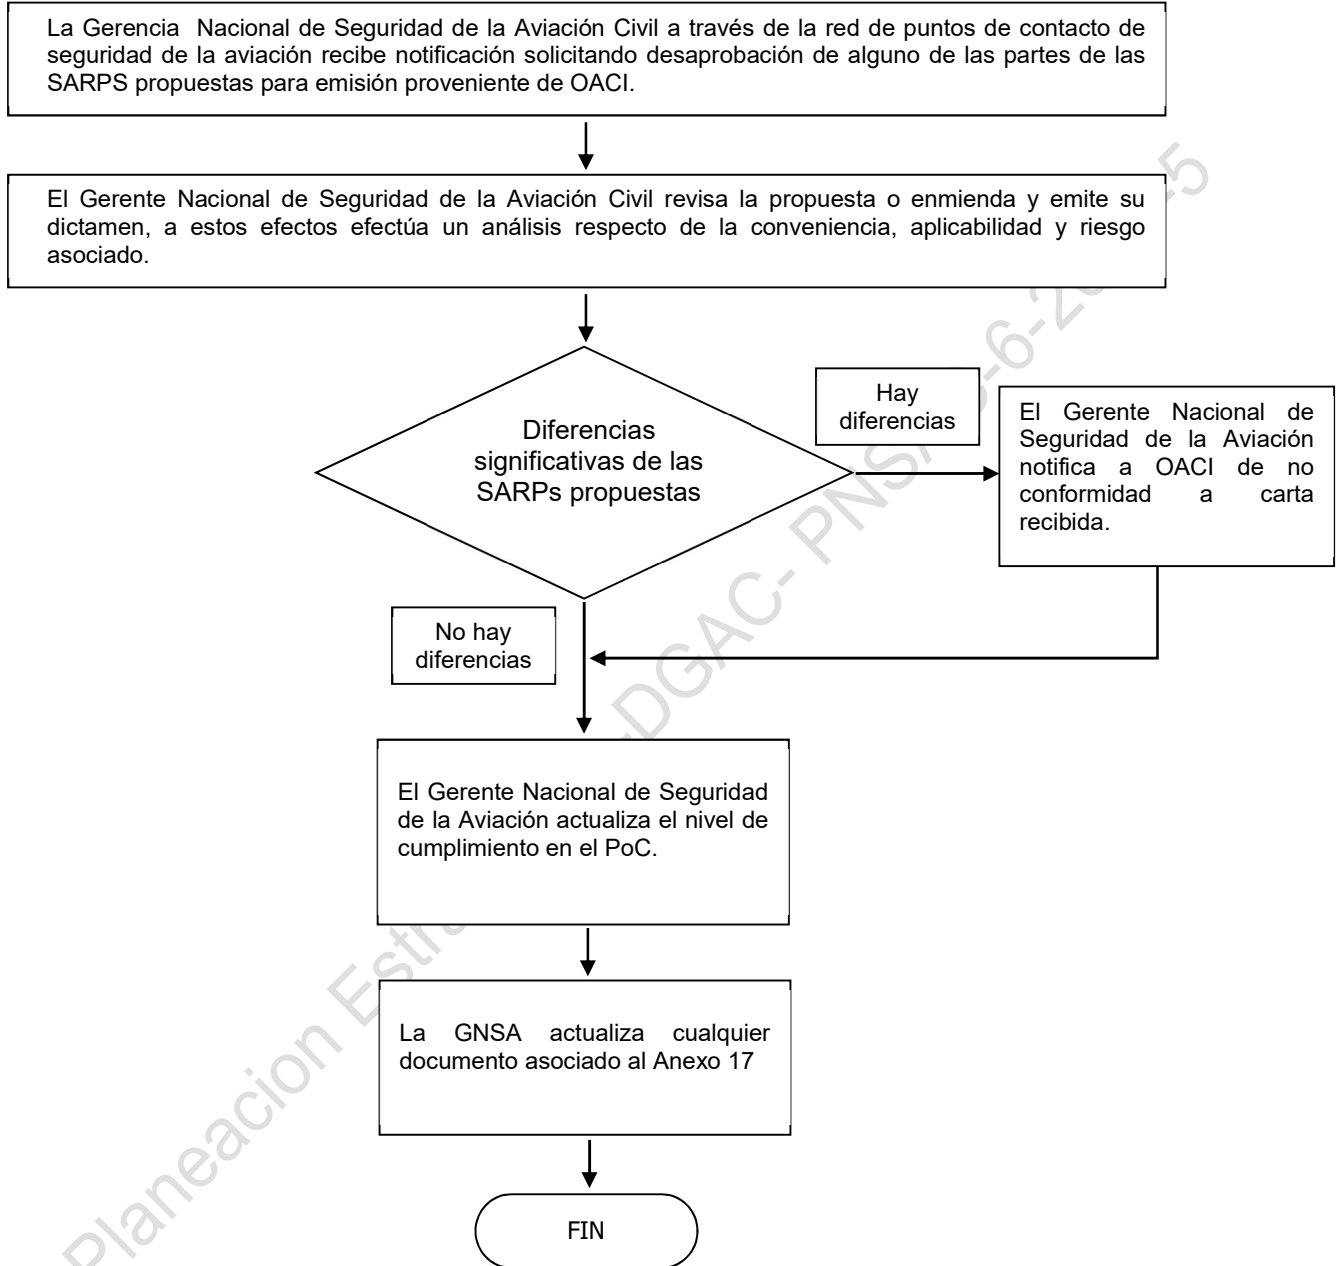 La Gerencia Nacional de Seguridad de la Aviación Civil a través de la red de puntos de contacto de
seguridad de la aviación recibe notificación solicitando desaprobación de alguno de las partes de las
SARPS propuestas para emisión proveniente de OACI.
El Gerente Nacional de Seguridad de la Aviación Civil revisa la propuesta o enmienda y emite su
dictamen, a estos efectos efectúa un análisis respecto de la conveniencia, aplicabilidad y riesgo
asociado.
Diferencias
significativas de las
SARPs propuestas
Hay
diferencias
El Gerente Nacional de
Seguridad de la Aviación
notifica a OACI de no
conformidad a carta
recibida.
No hay
diferencias
El Gerente Nacional de Seguridad
de la Aviación actualiza el nivel de
cumplimiento en el PoC.
La GNSA actualiza cualquier
documento asociado al Anexo 17
FIN
Planeacion DGAC-